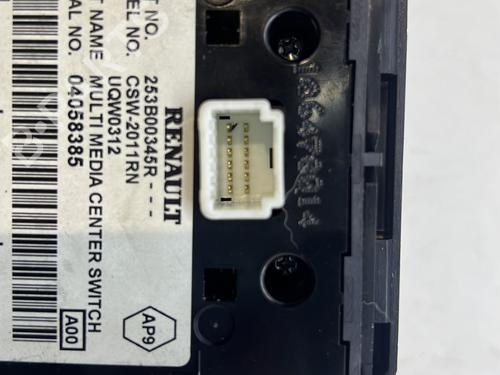 RENAULT
T NO. 253B00345R - - -
EL NO. CSW-2011RN
UQW0312
T NAME MULTI MEDIA CENTER SWITCH
AL NO. 04058385
A00
AP9